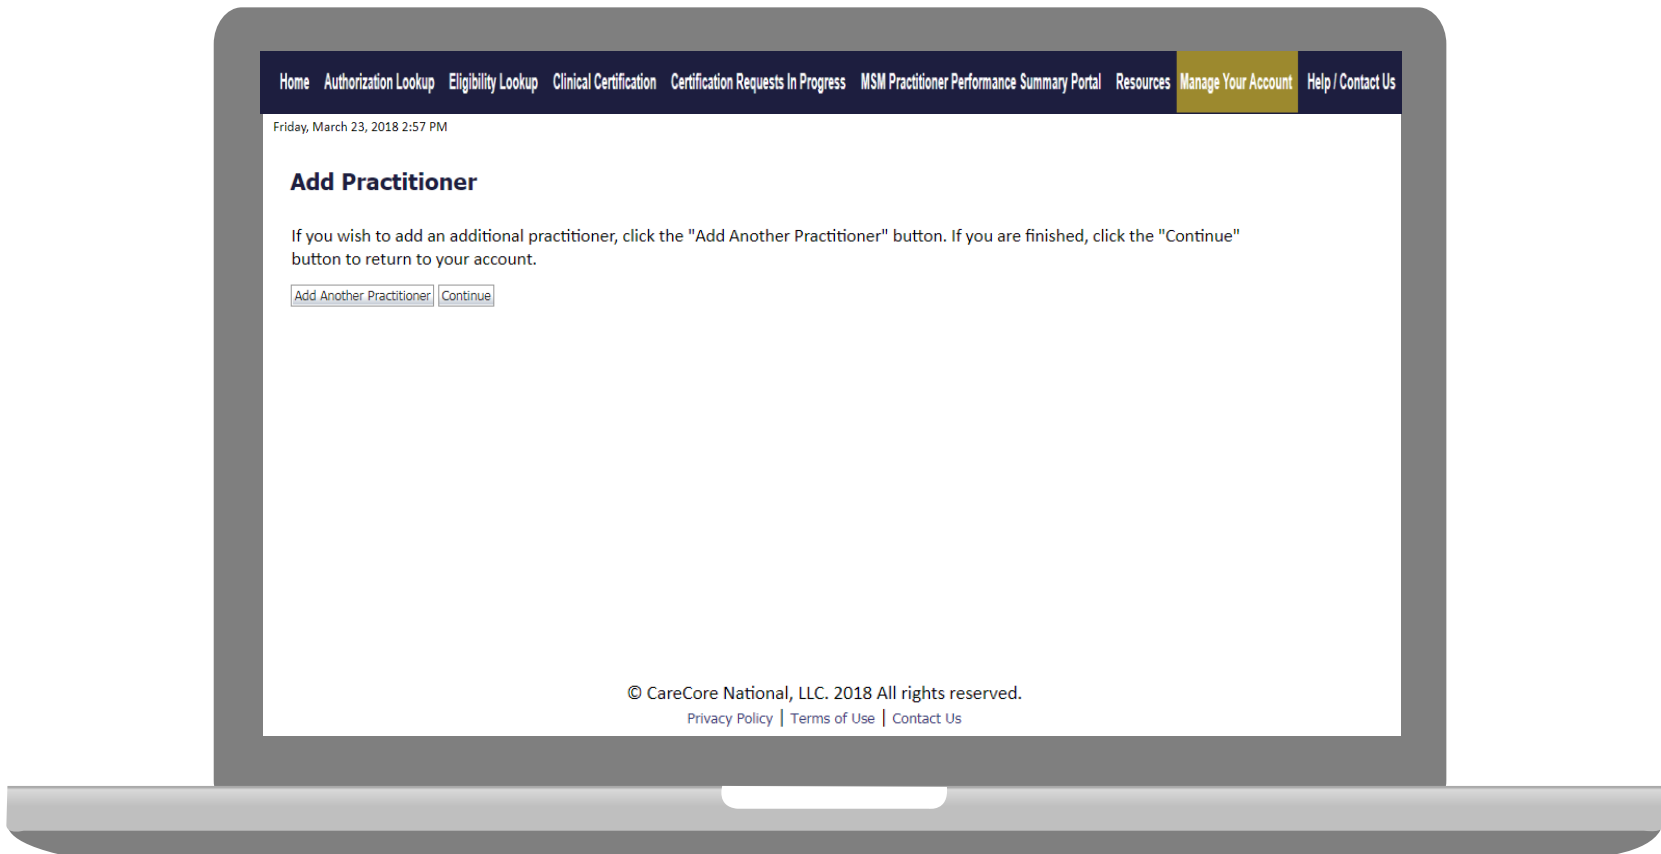 Home Authorization Lookup Eligibility Lookup Clinical Certification Certification Requests In Progress MSM Practitioner Performance Summary Portal Resources Manage Your Account Help / Contact Us
Friday, March 23, 2018 2:57 PM
Add Practitioner
If you wish to add an additional practitioner, click the "Add Another Practitioner" button. If you are finished, click the "Continue"
button to return to your account.
Add Another Practitioner Continue
© CareCore National, LLC. 2018 All rights reserved.
Privacy Policy | Terms of Use | Contact Us